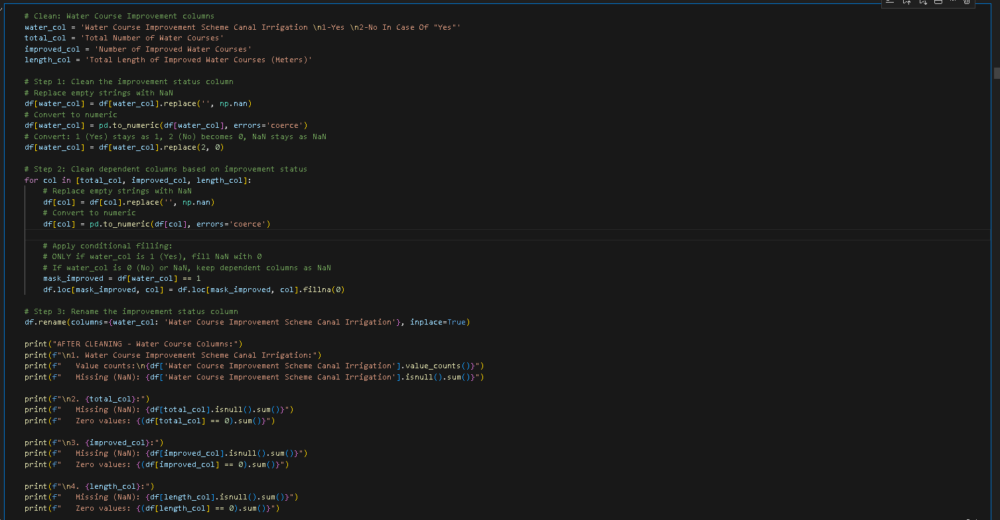 # Clean: Water Course Improvement columns
water_col = 'Water Course Improvement Scheme Canal Irrigation \n1-Yes \n2-No In Case Of "Yes"'
total_col = 'Total Number of Water Courses'
improved_col = 'Number of Improved Water Courses'
length_col = 'Total Length of Improved Water Courses (Meters)'

# Step 1: Clean the improvement status column
# Replace empty strings with NaN
df[water_col] = df[water_col].replace('', np.nan)
# Convert to numeric
df[water_col] = pd.to_numeric(df[water_col], errors='coerce')
# Convert: 1 (Yes) stays as 1, 2 (No) becomes 0, NaN stays as NaN
df[water_col] = df[water_col].replace(2, 0)

# Step 2: Clean dependent columns based on improvement status
for col in [total_col, improved_col, length_col]:
    # Replace empty strings with NaN
    df[col] = df[col].replace('', np.nan)
    # Convert to numeric
    df[col] = pd.to_numeric(df[col], errors='coerce')

    # Apply conditional filling:
    # ONLY if water_col is 1 (Yes), fill NaN with 0
    # If water_col is 0 (No) or NaN, keep dependent columns as NaN
    mask_improved = df[water_col] == 1
    df.loc[mask_improved, col] = df.loc[mask_improved, col].fillna(0)

# Step 3: Rename the improvement status column
df.rename(columns={water_col: 'Water Course Improvement Scheme Canal Irrigation'}, inplace=True)

print("AFTER CLEANING - Water Course Columns:")
print(f"\n1. Water Course Improvement Scheme Canal Irrigation:")
print(f"   Value counts:\n{df['Water Course Improvement Scheme Canal Irrigation'].value_counts()}")
print(f"   Missing (NaN): {df['Water Course Improvement Scheme Canal Irrigation'].isnull().sum()}")

print(f"\n2. {total_col}:")
print(f"   Missing (NaN): {df[total_col].isnull().sum()}")
print(f"   Zero values: {(df[total_col] == 0).sum()}")

print(f"\n3. {improved_col}:")
print(f"   Missing (NaN): {df[improved_col].isnull().sum()}")
print(f"   Zero values: {(df[improved_col] == 0).sum()}")

print(f"\n4. {length_col}:")
print(f"   Missing (NaN): {df[length_col].isnull().sum()}")
print(f"   Zero values: {(df[length_col] == 0).sum()}")